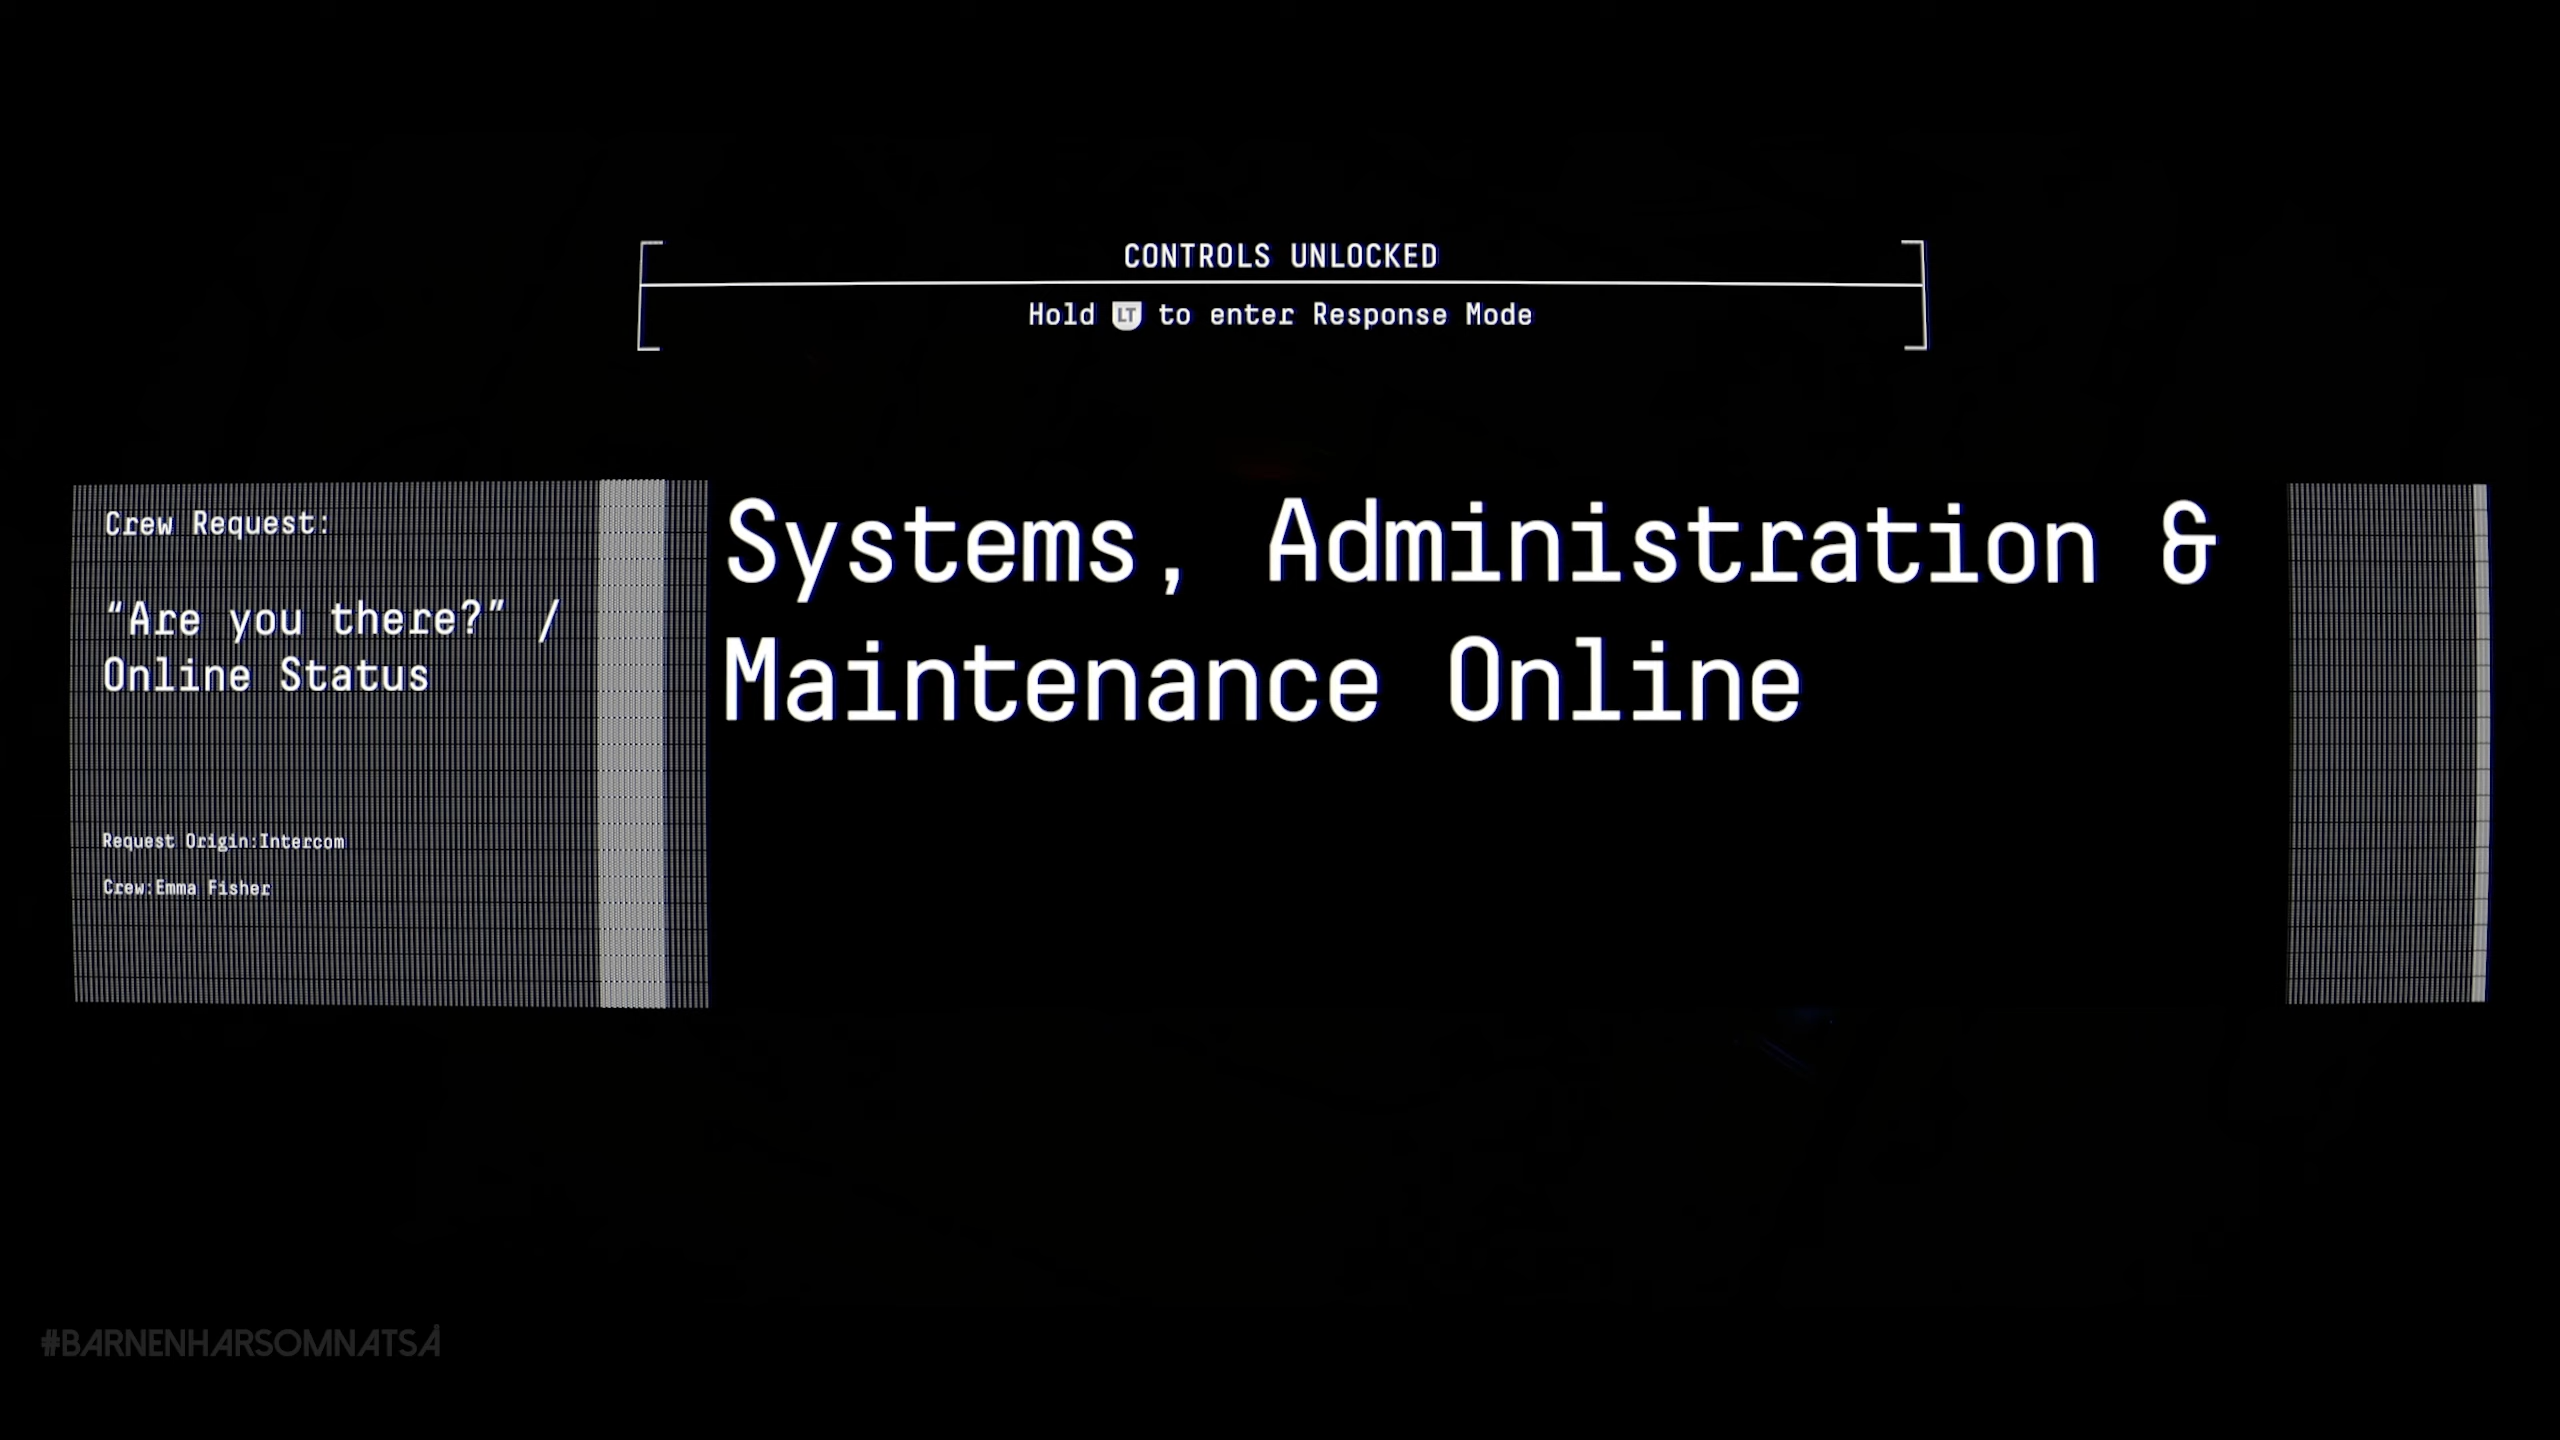 CONTROLS UNLOCKED
Hold LT to enter Response Mode
Crew Request:
“Are you there?” /
Online Status
Request Origin:Intercom
Crew:Emma Fisher
Systems, Administration &
Maintenance Online
#BARNENHARSOMNATSÅ